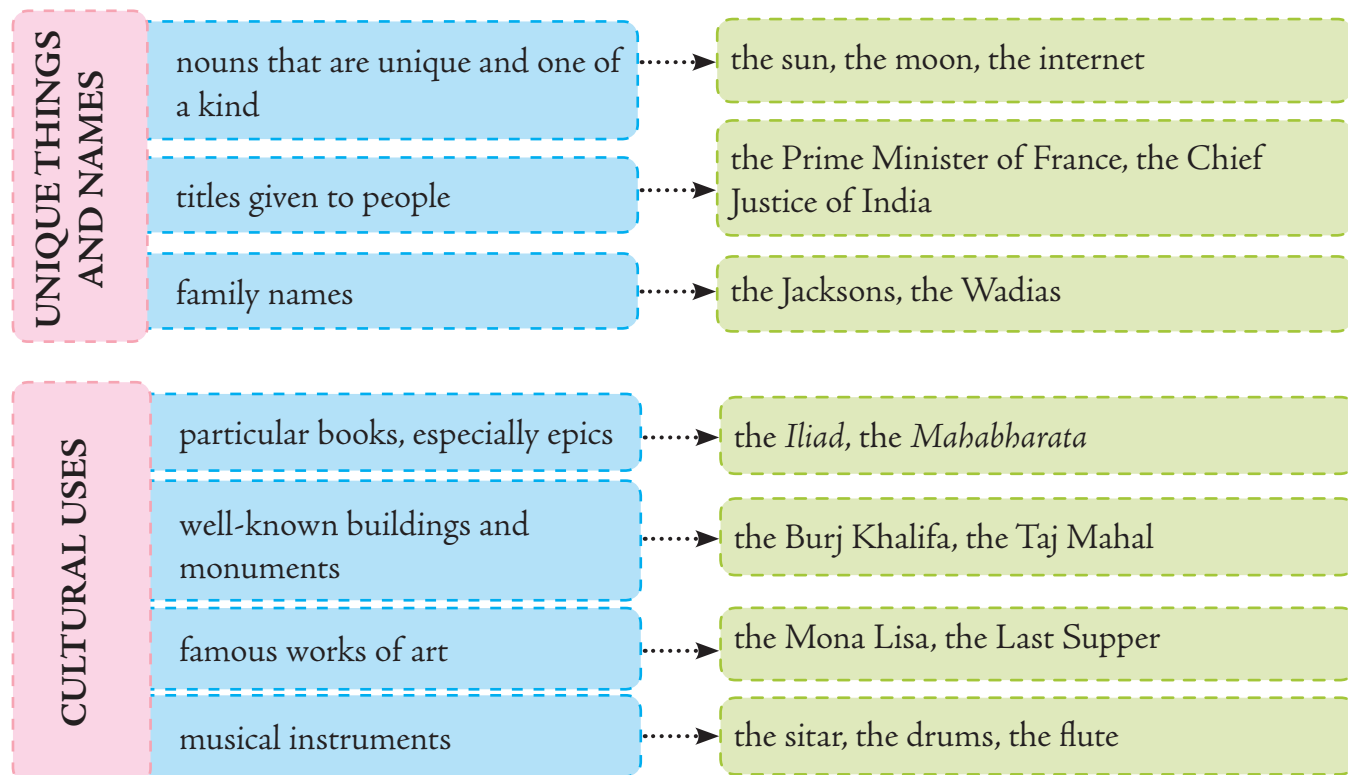 UNIQUE THINGS
AND NAMES
nouns that are unique and one of
a kind
the sun, the moon, the internet
titles given to people
the Prime Minister of France, the Chief
Justice of India
family names
the Jacksons, the Wadias
CULTURAL USES
particular books, especially epics
the Iliad, the Mahabharata
well-known buildings and
monuments
the Burj Khalifa, the Taj Mahal
famous works of art
the Mona Lisa, the Last Supper
musical instruments
the sitar, the drums, the flute